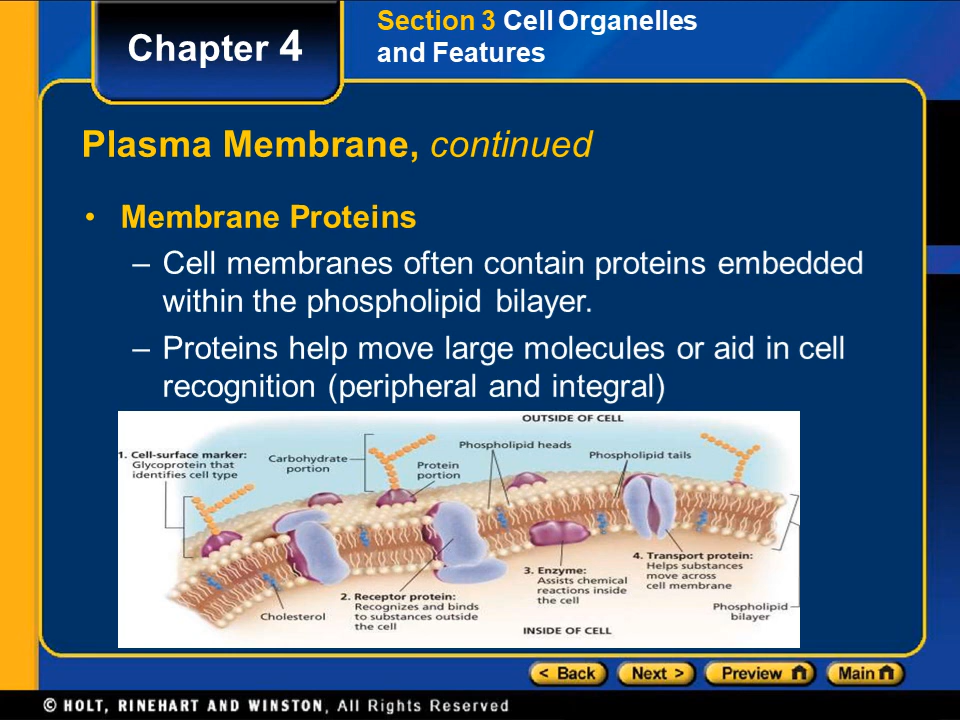 Chapter 4
Section 3 Cell Organelles
and Features
Plasma Membrane, continued
• Membrane Proteins
– Cell membranes often contain proteins embedded
within the phospholipid bilayer.
– Proteins help move large molecules or aid in cell
recognition (peripheral and integral)
OUTSIDE OF CELL
1. Cell-surface marker:
Glycoprotein that
identifies cell type
Carbohydrate
portion
Protein
portion
Phospholipid heads
Phospholipid tails
Cholesterol
2. Receptor protein:
Recognizes and binds
to substances outside
the cell
3. Enzyme:
Assists chemical
reactions inside
the cell
4. Transport protein:
Helps substances
move across
cell membrane
Phospholipid
bilayer
INSIDE OF CELL
< Back
Next >
Preview
Main
© HOLT, RINEHART AND WINSTON, All Rights Reserved